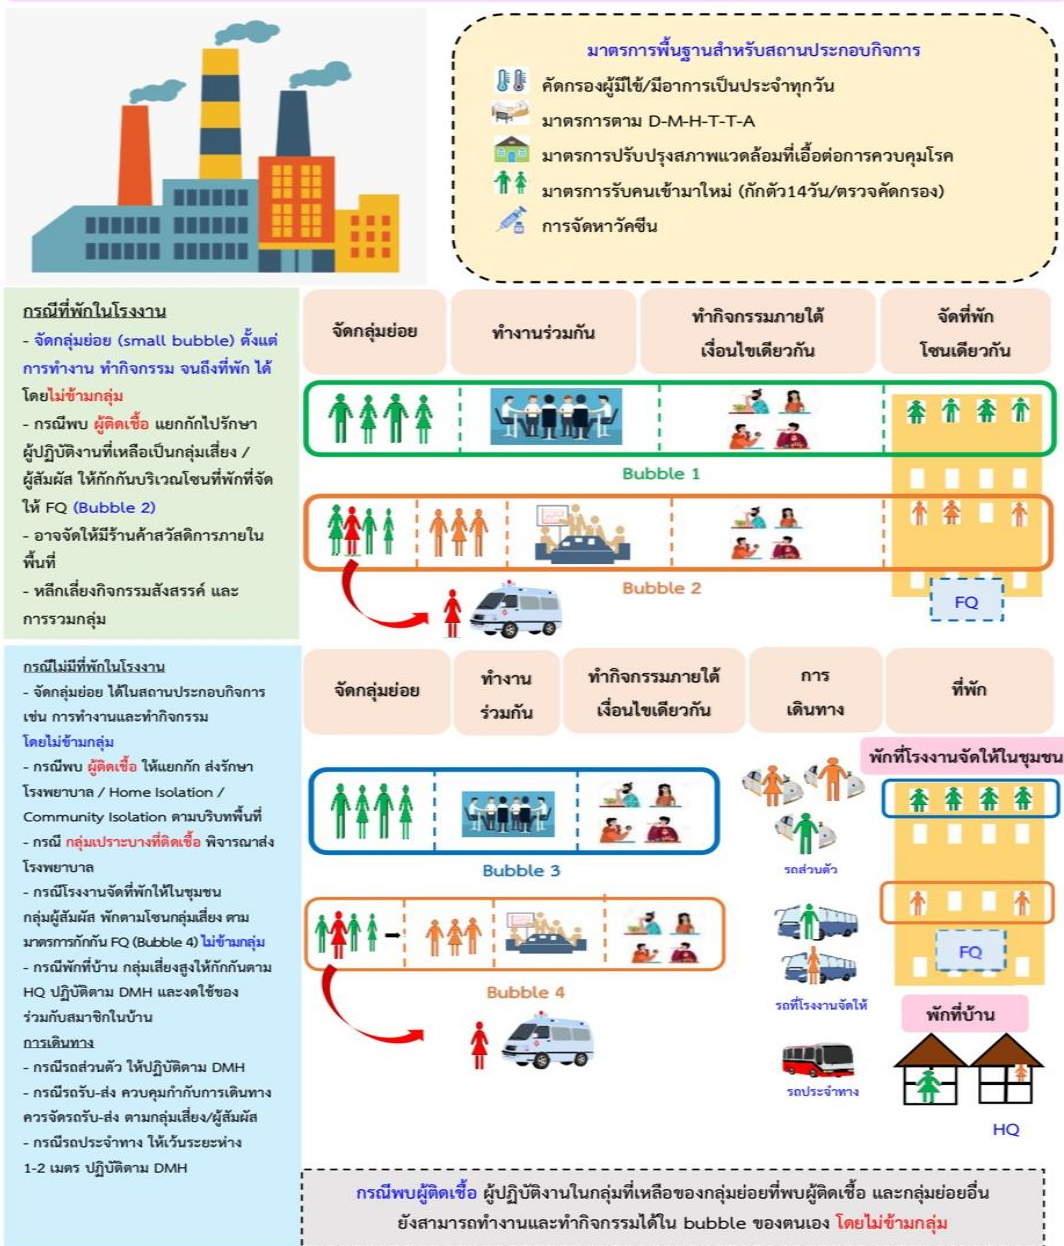 มาตรการพื้นฐานสำหรับสถานประกอบกิจการ
คัดกรองผู้มีไข้/มีอาการเป็นประจำทุกวัน
มาตรการตาม D-M-H-T-T-A
มาตรการปรับปรุงสภาพแวดล้อมที่เอื้อต่อการควบคุมโรค
มาตรการรับคนเข้ามาใหม่ (กักตัว14วัน/ตรวจคัดกรอง)
การจัดหาวัคซีน
กรณีที่พักในโรงงาน
- จัดกลุ่มย่อย (small bubble) ตั้งแต่
การทำงาน ทำกิจกรรม จนถึงที่พัก ได้
โดยไม่ข้ามกลุ่ม
- กรณีพบ ผู้ติดเชื้อ แยกกักไปรักษา
ผู้ปฏิบัติงานที่เหลือเป็นกลุ่มเสี่ยง /
ผู้สัมผัส ให้กักกันบริเวณโซนที่พักที่จัด
ให้ FQ (Bubble 2)
- อาจจัดให้มีร้านค้าสวัสดิการภายใน
พื้นที่
- หลีกเลี่ยงกิจกรรมสังสรรค์ และ
การรวมกลุ่ม
จัดกลุ่มย่อย
ทำงานร่วมกัน
ทำกิจกรรมภายใต้
เงื่อนไขเดียวกัน
จัดที่พัก
โซนเดียวกัน
Bubble 1
Bubble 2
FQ
กรณีไม่มีที่พักในโรงงาน
- จัดกลุ่มย่อย ได้ในสถานประกอบกิจการ
เช่น การทำงานและทำกิจกรรม
โดยไม่ข้ามกลุ่ม
- กรณีพบ ผู้ติดเชื้อ ให้แยกกัก ส่งรักษา
โรงพยาบาล / Home Isolation /
Community Isolation ตามบริบทพื้นที่
- กรณี กลุ่มเปราะบางที่ติดเชื้อ พิจารณาส่ง
โรงพยาบาล
- กรณีโรงงานจัดที่พักให้ในชุมชน
กลุ่มผู้สัมผัส พักตามโซนกลุ่มเสี่ยง ตาม
มาตรการกักกัน FQ (Bubble 4) ไม่ข้ามกลุ่ม
- กรณีพักที่บ้าน กลุ่มเสี่ยงสูงให้กักกันตาม
HQ ปฏิบัติตาม DMH และงดใช้ของ
ร่วมกับสมาชิกในบ้าน
การเดินทาง
- กรณีรถส่วนตัว ให้ปฏิบัติตาม DMH
- กรณีรถรับ-ส่ง ควบคุมกำกับการเดินทาง
ควรจัดรถรับ-ส่ง ตามกลุ่มเสี่ยง/ผู้สัมผัส
- กรณีรถประจำทาง ให้เว้นระยะห่าง
1-2 เมตร ปฏิบัติตาม DMH
จัดกลุ่มย่อย
ทำงาน
ร่วมกัน
ทำกิจกรรมภายใต้
เงื่อนไขเดียวกัน
การ
เดินทาง
ที่พัก
พักที่โรงงานจัดให้ในชุมชน
Bubble 3
รถส่วนตัว
Bubble 4
รถที่โรงงานจัดให้
รถประจำทาง
FQ
พักที่บ้าน
HQ
กรณีพบผู้ติดเชื้อ ผู้ปฏิบัติงานในกลุ่มที่เหลือของกลุ่มย่อยที่พบผู้ติดเชื้อ และกลุ่มย่อยอื่น
ยังสามารถทำงานและทำกิจกรรมได้ใน bubble ของตนเอง โดยไม่ข้ามกลุ่ม